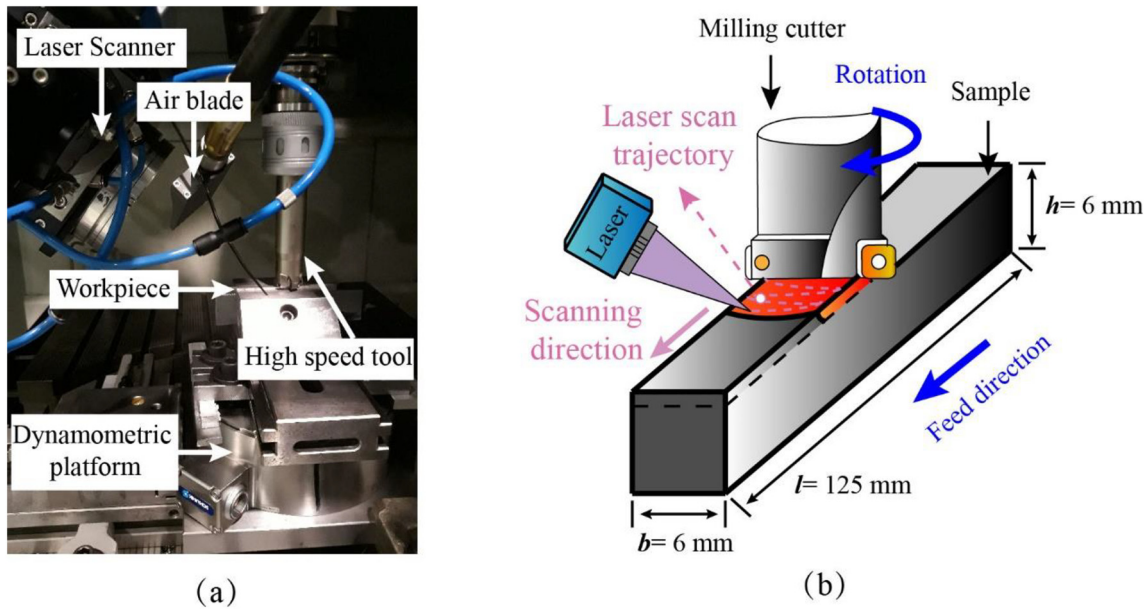 Laser Scanner
Air blade
Workpiece
High speed tool
Dynamometric
platform
(a)
Milling cutter
Rotation
Sample
Laser scan
trajectory
h= 6 mm
Laser
Scanning
direction
Feed direction
l= 125 mm
b= 6 mm
(b)